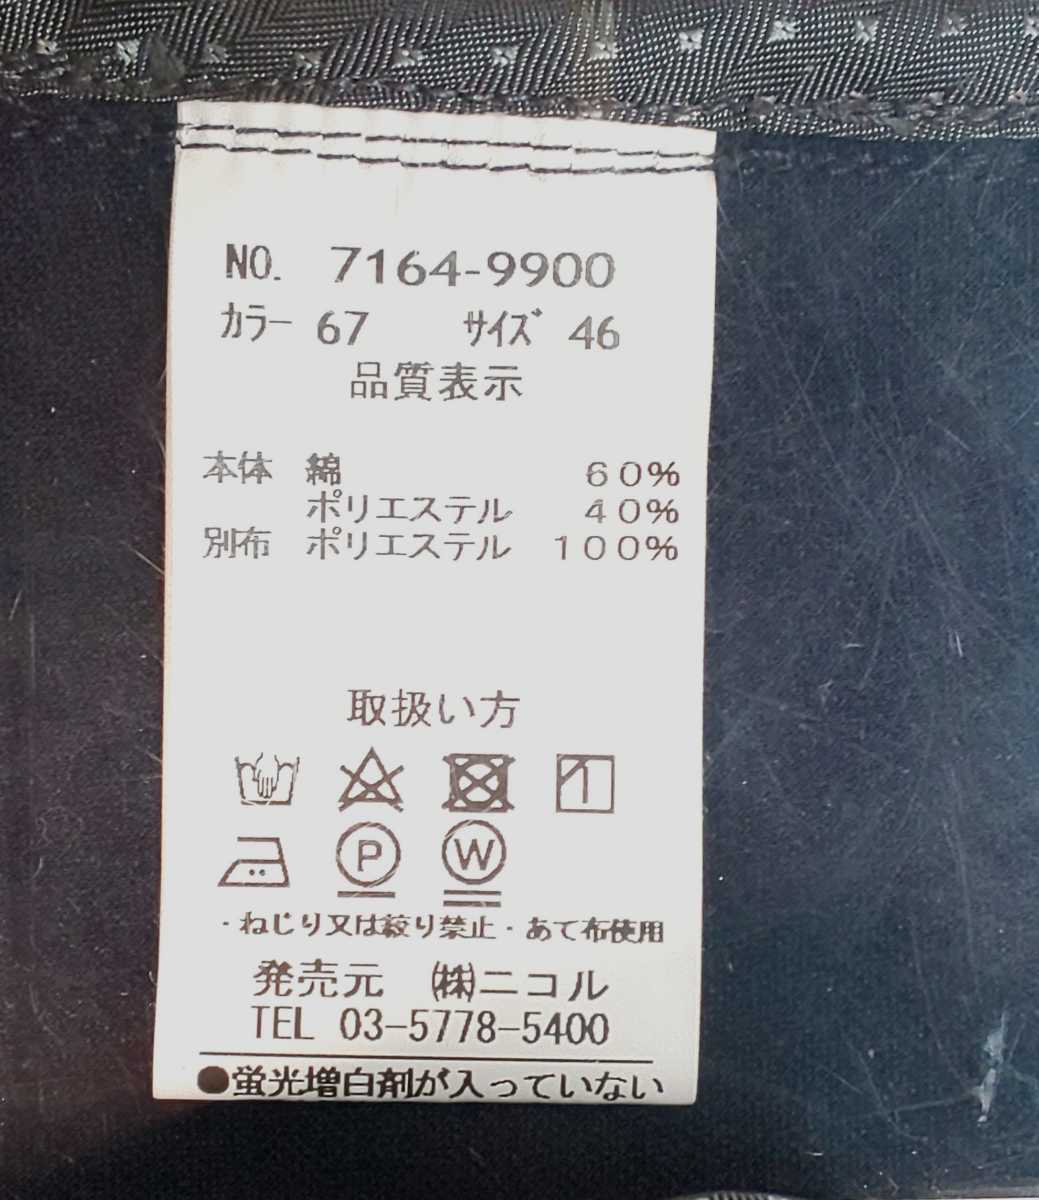 NO. 7164-9900
カラー 67 サイズ 46
品質表示
本体 綿 60%
ポリエステル 40%
別布 ポリエステル 100%
取扱い方
P W
・ねじり又は絞り禁止・あて布使用
発売元 ㈱ニコル
TEL 03-5778-5400
●蛍光増白剤が入っていない